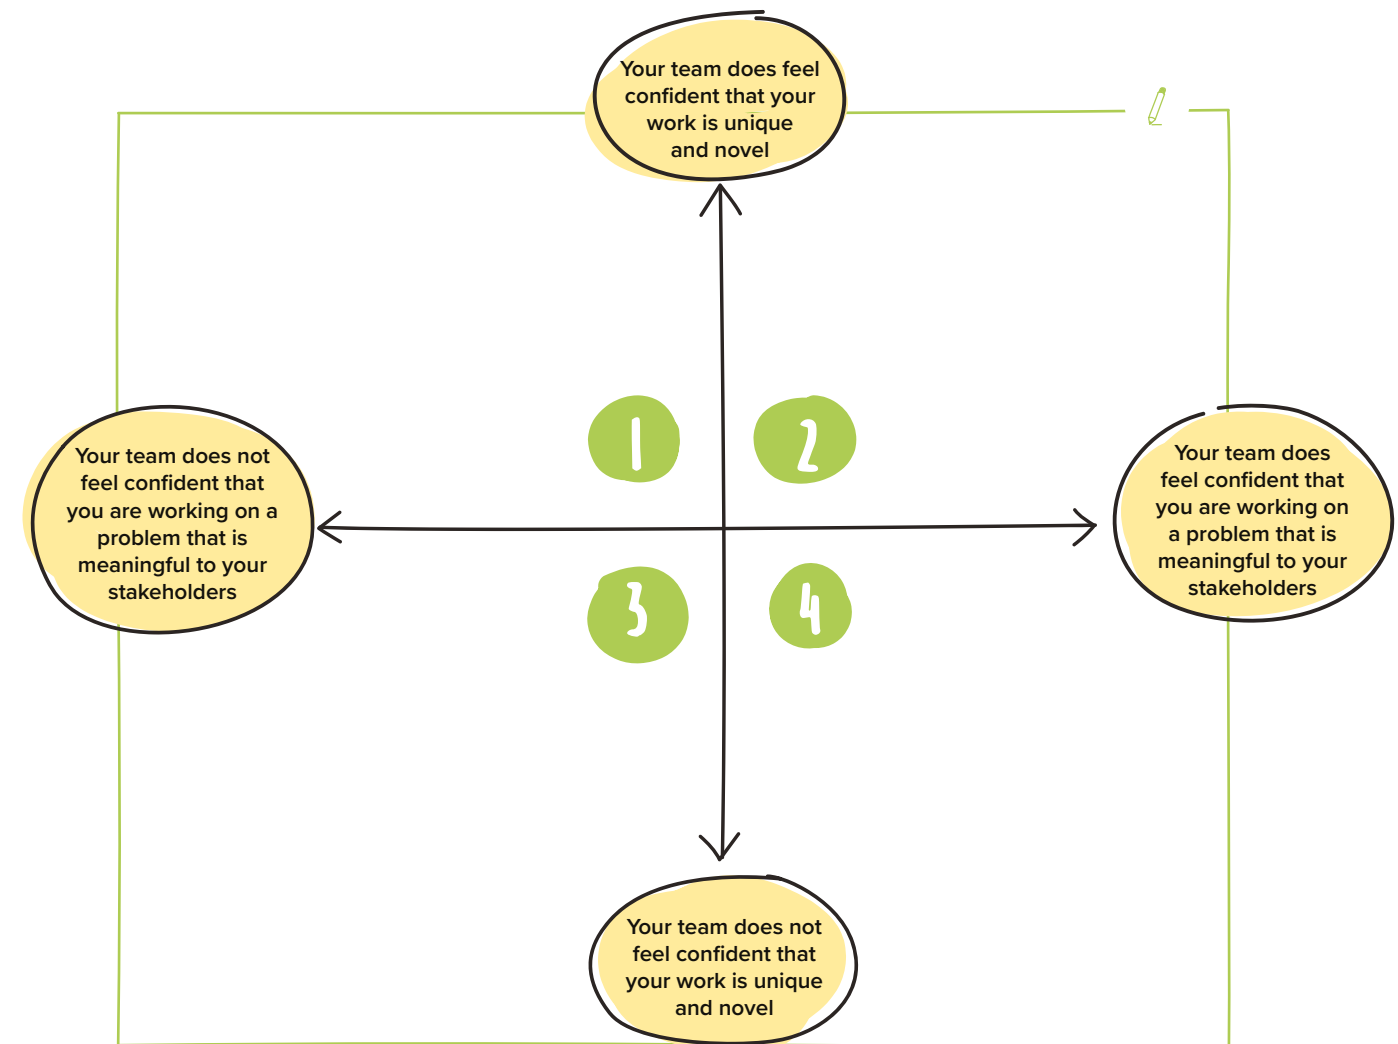 Your team does feel
confident that your
work is unique
and novel
Your team does not
feel confident that
you are working on a
problem that is
meaningful to your
stakeholders
1
2
Your team does
feel confident that
you are working on
a problem that is
meaningful to your
stakeholders
3
4
Your team does not
feel confident that
your work is unique
and novel